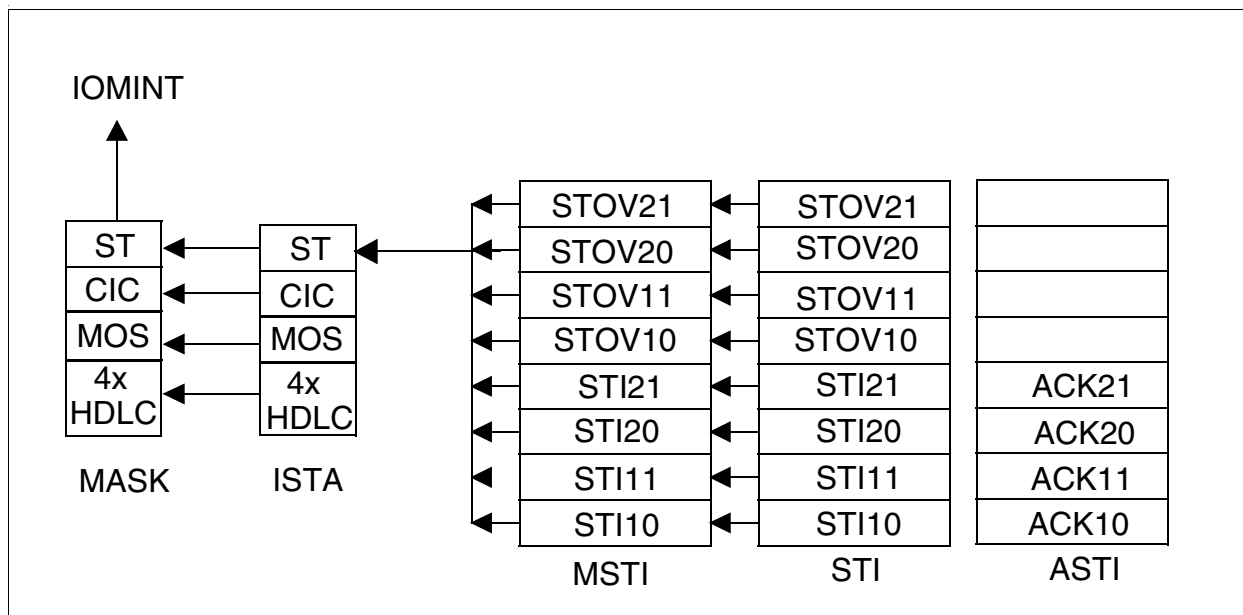 IOMINT
ST
CIC
MOS
4x
HDLC
MASK
ST
CIC
MOS
4x
HDLC
ISTA
STOV21
STOV20
STOV11
STOV10
STI21
STI20
STI11
STI10
MSTI
STOV21
STOV20
STOV11
STOV10
STI21
STI20
STI11
STI10
STI
ACK21
ACK20
ACK11
ACK10
ASTI